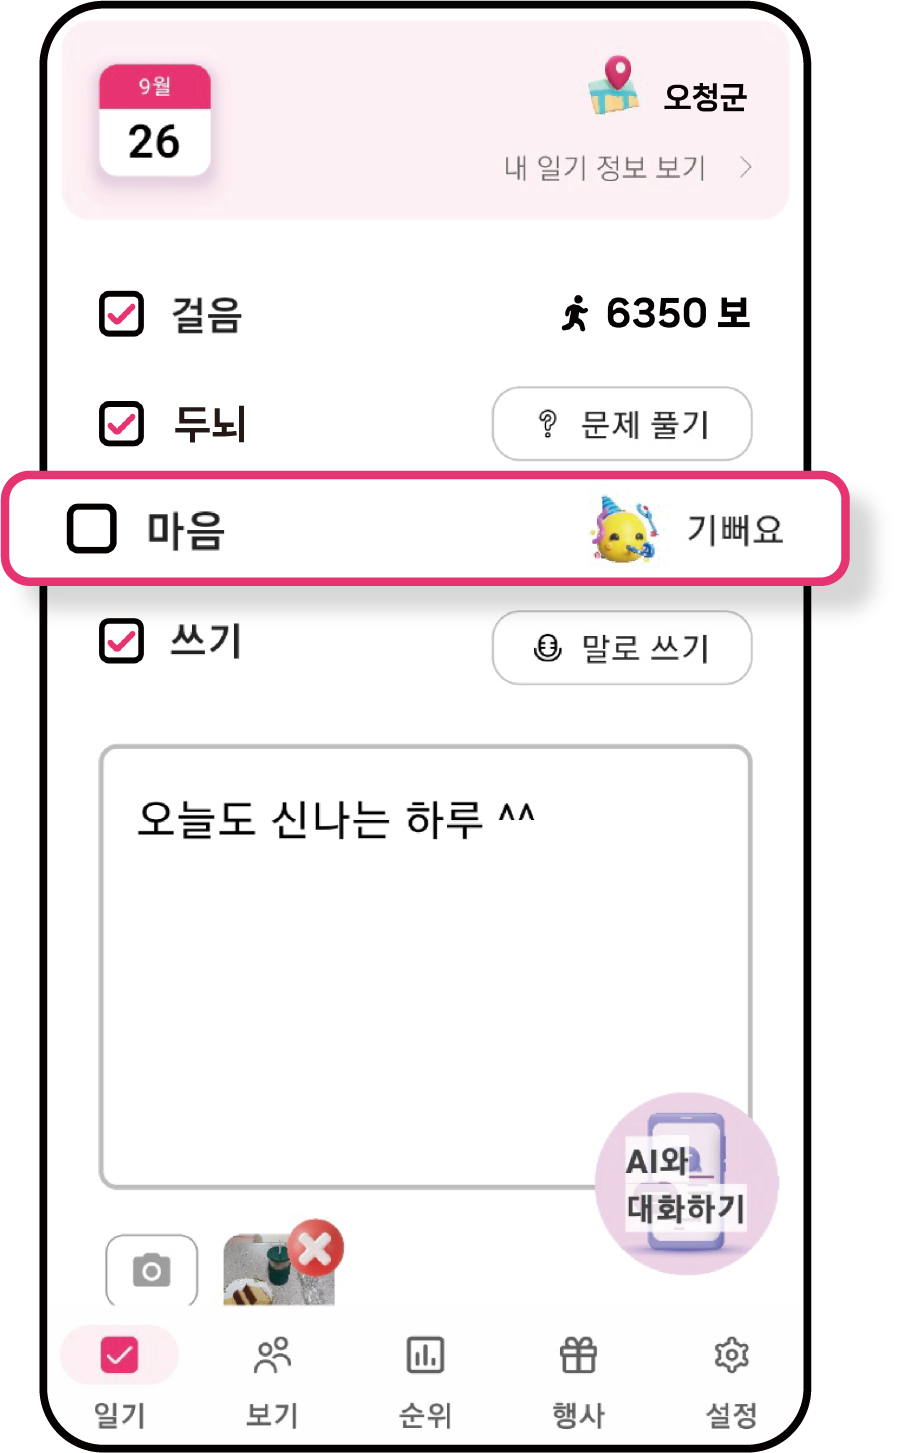 9월
26
오청군
내 일기 정보 보기
걸음
6350 보
두뇌
문제 풀기
마음
기뻐요
쓰기
말로 쓰기
오늘도 신나는 하루 ^^
AI와
대화하기
일기
보기
순위
행사
설정